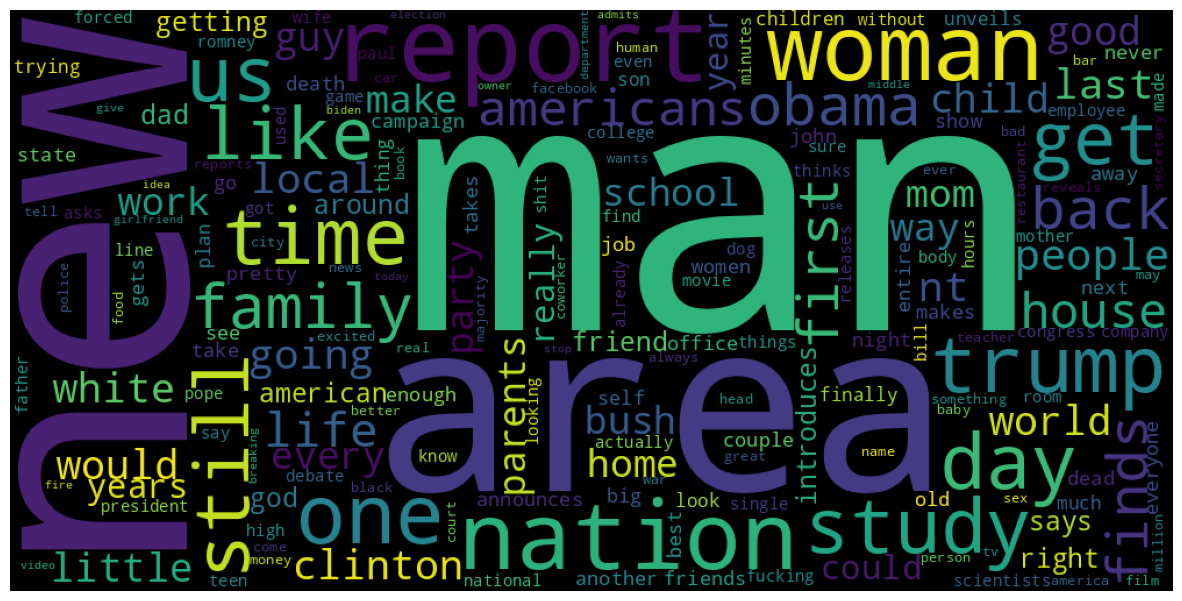 forced
getting
wife
election
admits
children
without
unveils
good
romney
guy
report
paul
department
human
even
year
minutes
woman
bar
never
trying
us
death
car
owner
son
facebook
middle
last
new
give
dad
like
game
biden
used
make
campaign
americans
obama
child
employee
made
secretary
state
reports
thing
book
man
college
john
sure
show
get
away
idea
go
local
school
wants
thinks
ever
bad
restaurant
reveals
tell
asks
work
girlfriend
got
around
takes
shit
find
first
use
way
mom
back
line
plan
time
city
party
really
coworker
job
dog
women
movie
releases
entire
body
hours
mother
people
police
food
gets
pretty
news
today
majority
already
nt
makes
next
may
house
see
family
excited
friend
office
things
night
bill
congress
company
father
take
real
stop
always
teacher
white
pope
still
going
american
enough
parents
looking
area
self
head
introduces
finally
something
trump
room
baby
say
breaking
life
better
bush
actually
couple
great
world
would
years
fire
every
know
home
name
day
finds
everyone
president
god
debate
black
announces
war
big
look
single
old
sex
much
dead
high
one
court
nation
best
study
says
video
little
come
money
clinton
person
tv
right
million
teen
national
another
friends
fucking
could
scientists
america
film